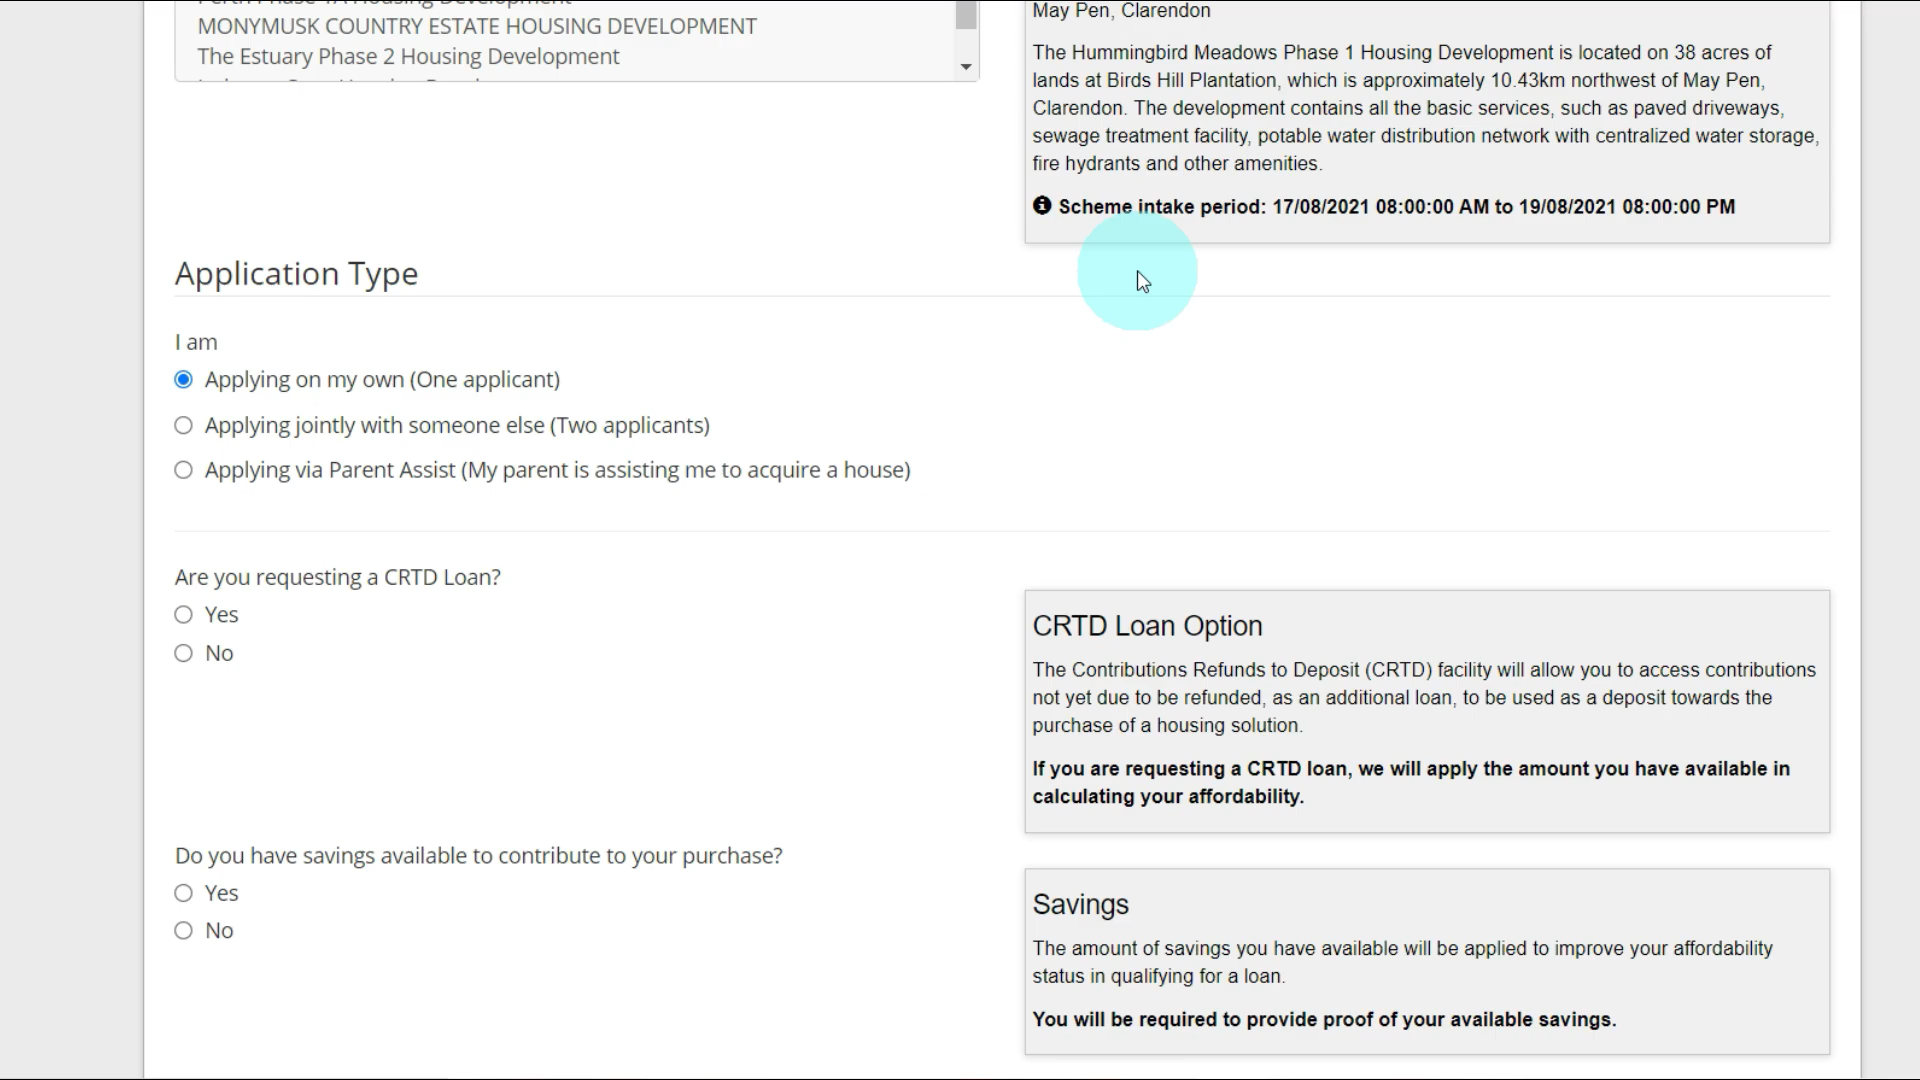 MONYMUSK COUNTRY ESTATE HOUSING DEVELOPMENT
The Estuary Phase 2 Housing Development
May Pen, Clarendon
The Hummingbird Meadows Phase 1 Housing Development is located on 38 acres of
lands at Birds Hill Plantation, which is approximately 10.43km northwest of May Pen,
Clarendon. The development contains all the basic services, such as paved driveways,
sewage treatment facility, potable water distribution network with centralized water storage,
fire hydrants and other amenities.
Scheme intake period: 17/08/2021 08:00:00 AM to 19/08/2021 08:00:00 PM
Application Type
I am
Applying on my own (One applicant)
Applying jointly with someone else (Two applicants)
Applying via Parent Assist (My parent is assisting me to acquire a house)
Are you requesting a CRTD Loan?
Yes
No
CRTD Loan Option
The Contributions Refunds to Deposit (CRTD) facility will allow you to access contributions
not yet due to be refunded, as an additional loan, to be used as a deposit towards the
purchase of a housing solution.
If you are requesting a CRTD loan, we will apply the amount you have available in
calculating your affordability.
Do you have savings available to contribute to your purchase?
Yes
No
Savings
The amount of savings you have available will be applied to improve your affordability
status in qualifying for a loan.
You will be required to provide proof of your available savings.